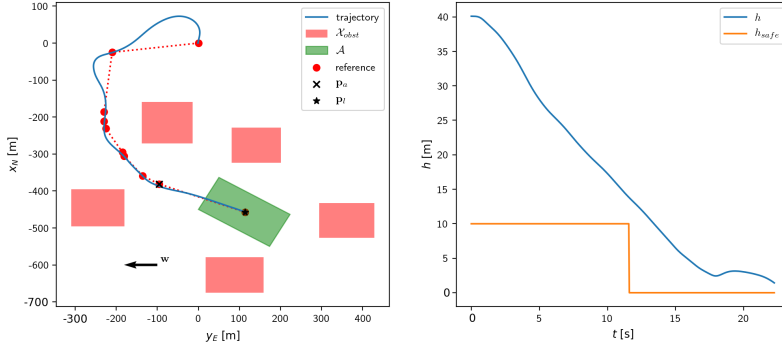 100
0
-100
-200
-300
-400
-500
-600
-700
-300
-200
-100
0
100
200
300
400
x_N [m]
y_E [m]
trajectory
𝒳_obst
𝒜
reference
p_a
p_l
w
40
35
30
25
20
15
10
5
0
0
5
10
15
20
h [m]
t [s]
h
h_safe